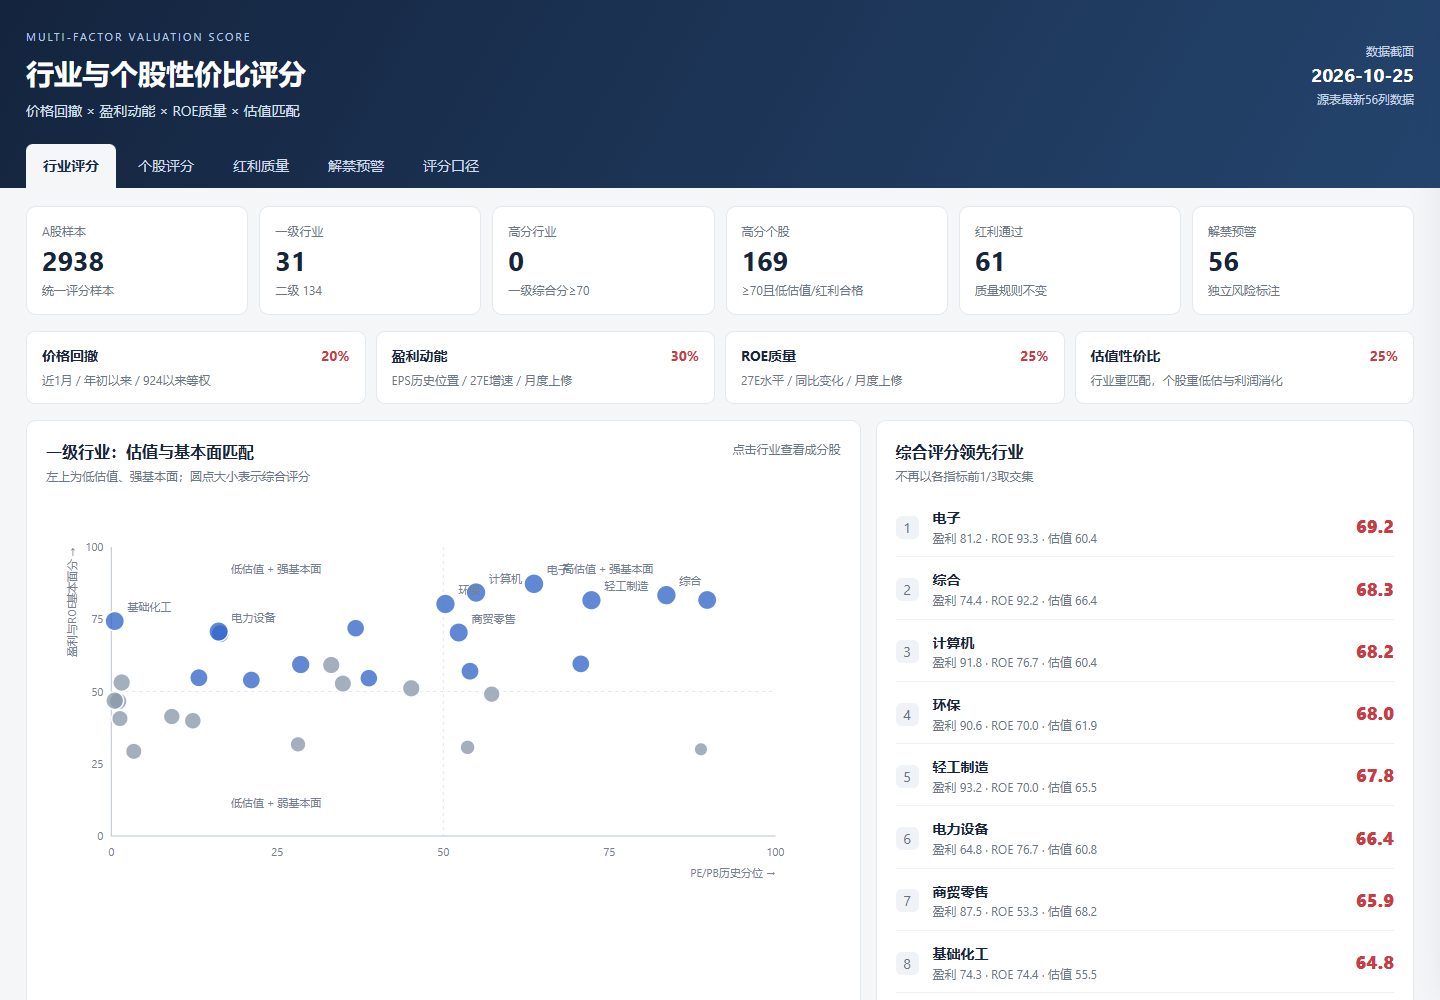 MULTI-FACTOR VALUATION SCORE
行业与个股性价比评分
价格回撤 × 盈利动能 × ROE质量 × 估值匹配
数据截面
2026-10-25
源表最新56列数据
行业评分
个股评分
红利质量
解禁预警
评分口径
A股样本
2938
统一评分样本
一级行业
31
二级 134
高分行业
0
一级综合分≥70
高分个股
169
≥70且低估值/红利合格
红利通过
61
质量规则不变
解禁预警
56
独立风险标注
价格回撤 20%
近1月 / 年初以来 / 924以来等权
盈利动能 30%
EPS历史位置 / 27E增速 / 月度上修
ROE质量 25%
27E水平 / 同比变化 / 月度上修
估值性价比 25%
行业重匹配，个股重低估与利润消化
一级行业：估值与基本面匹配
点击行业查看成分股
左上为低估值、强基本面；圆点大小表示综合评分
盈利与ROE基本面分 →
100
75
50
25
0
低估值 + 强基本面
高估值 + 强基本面
低估值 + 弱基本面
基础化工
电力设备
环保
计算机
电子
轻工制造
综合
商贸零售
0
25
50
75
100
PE/PB历史分位 →
综合评分领先行业
不再以各指标前1/3取交集
1 电子 69.2
盈利 81.2 · ROE 93.3 · 估值 60.4
2 综合 68.3
盈利 74.4 · ROE 92.2 · 估值 66.4
3 计算机 68.2
盈利 91.8 · ROE 76.7 · 估值 60.4
4 环保 68.0
盈利 90.6 · ROE 70.0 · 估值 61.9
5 轻工制造 67.8
盈利 93.2 · ROE 70.0 · 估值 65.5
6 电力设备 66.4
盈利 64.8 · ROE 76.7 · 估值 60.8
7 商贸零售 65.9
盈利 87.5 · ROE 53.3 · 估值 68.2
8 基础化工 64.8
盈利 74.3 · ROE 74.4 · 估值 55.5